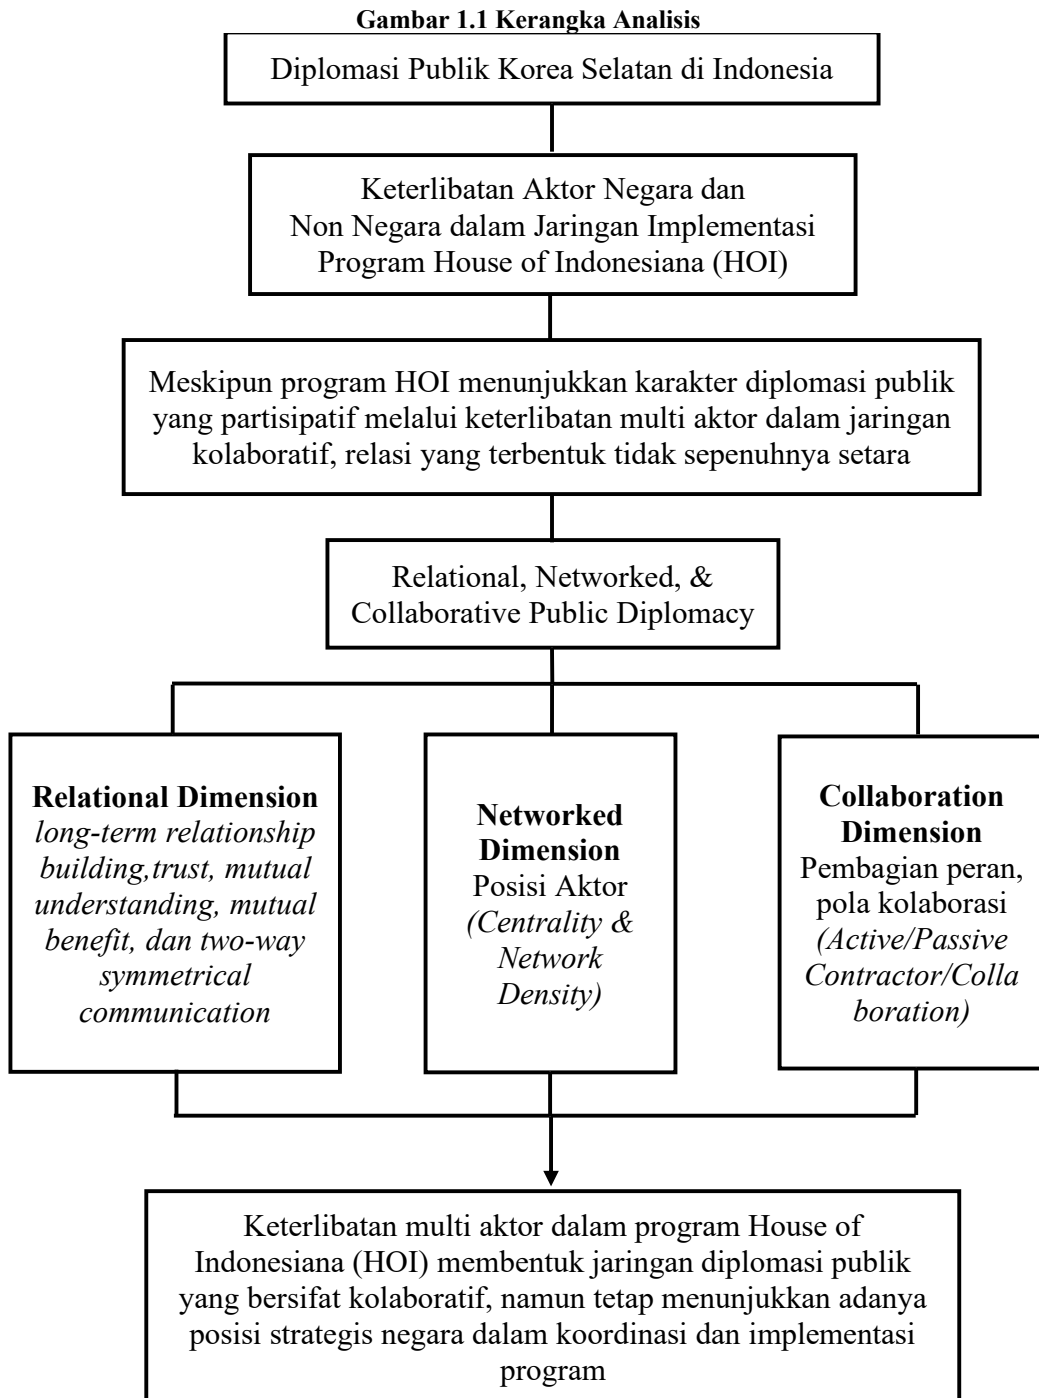 Gambar 1.1 Kerangka Analisis
Diplomasi Publik Korea Selatan di Indonesia
Keterlibatan Aktor Negara dan
Non Negara dalam Jaringan Implementasi
Program House of Indonesiana (HOI)
Meskipun program HOI menunjukkan karakter diplomasi publik
yang partisipatif melalui keterlibatan multi aktor dalam jaringan
kolaboratif, relasi yang terbentuk tidak sepenuhnya setara
Relational, Networked, &
Collaborative Public Diplomacy
Relational Dimension
long-term relationship
building,trust, mutual
understanding, mutual
benefit, dan two-way
symmetrical
communication
Networked
Dimension
Posisi Aktor
(Centrality &
Network
Density)
Collaboration
Dimension
Pembagian peran,
pola kolaborasi
(Active/Passive
Contractor/Colla
boration)
Keterlibatan multi aktor dalam program House of
Indonesiana (HOI) membentuk jaringan diplomasi publik
yang bersifat kolaboratif, namun tetap menunjukkan adanya
posisi strategis negara dalam koordinasi dan implementasi
program